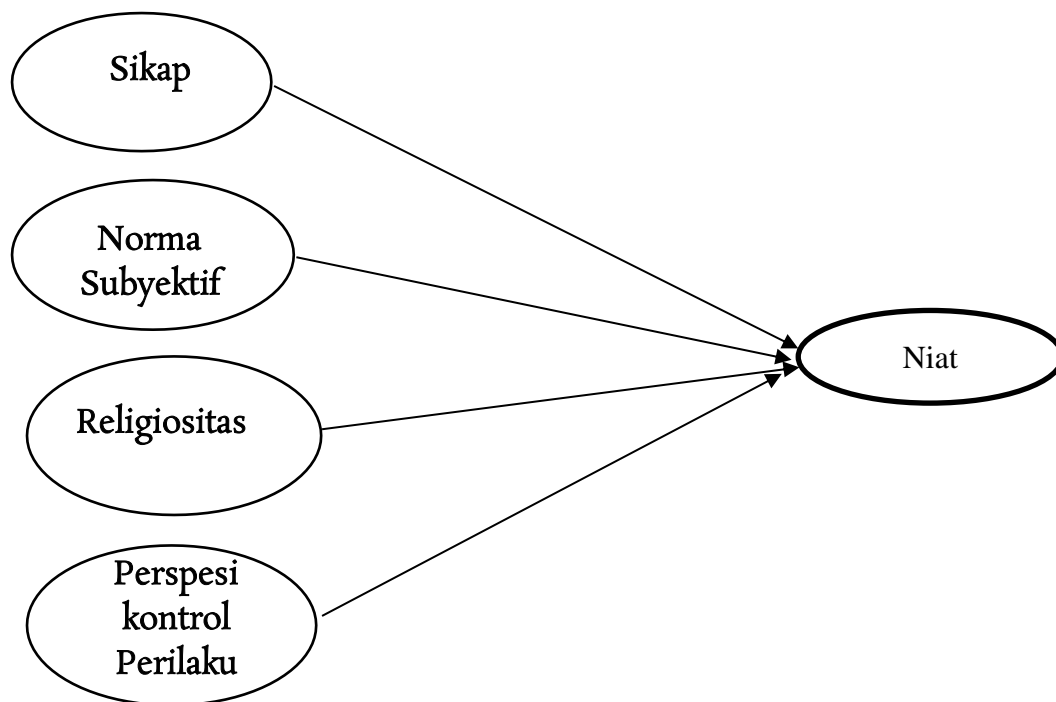 Sikap
Norma
Subyektif
Religiositas
Perspesi
kontrol
Perilaku
Niat